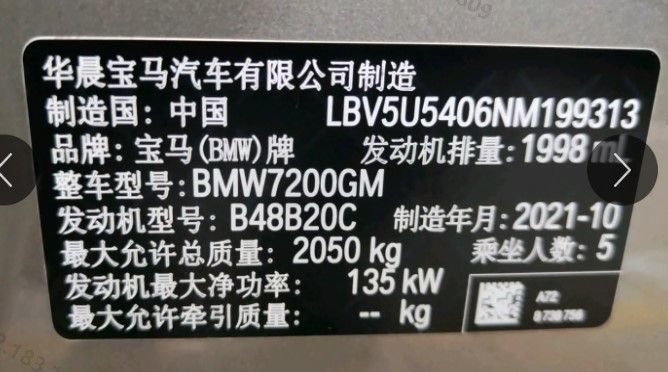 华晨宝马汽车有限公司制造
制造国：中国 LBV5U5406NM199313
品牌：宝马(BMW)牌 发动机排量：1998 mL
整车型号：BMW7200GM
发动机型号：B48B20C 制造年月：2021-10
最大允许总质量：2050 kg 乘坐人数：5
发动机最大净功率：135 kW
最大允许牵引质量：-- kg
A72